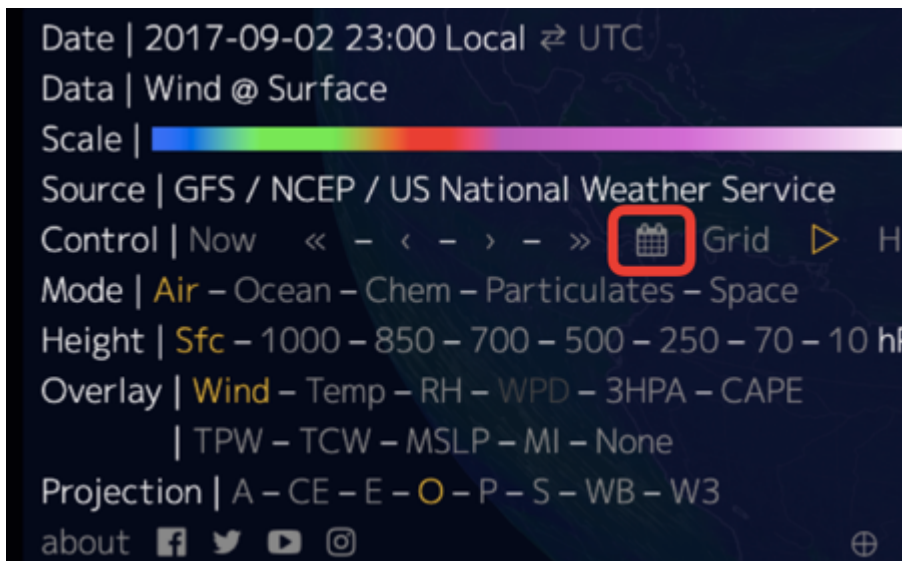 Date | 2017-09-02 23:00 Local ⇄ UTC
Data | Wind @ Surface
Scale |
Source | GFS / NCEP / US National Weather Service
Control | Now « – ‹ – › – » Grid ▷ H
Mode | Air – Ocean – Chem – Particulates – Space
Height | Sfc – 1000 – 850 – 700 – 500 – 250 – 70 – 10 hP
Overlay | Wind – Temp – RH – WPD – 3HPA – CAPE
| TPW – TCW – MSLP – MI – None
Projection | A – CE – E – O – P – S – WB – W3
about